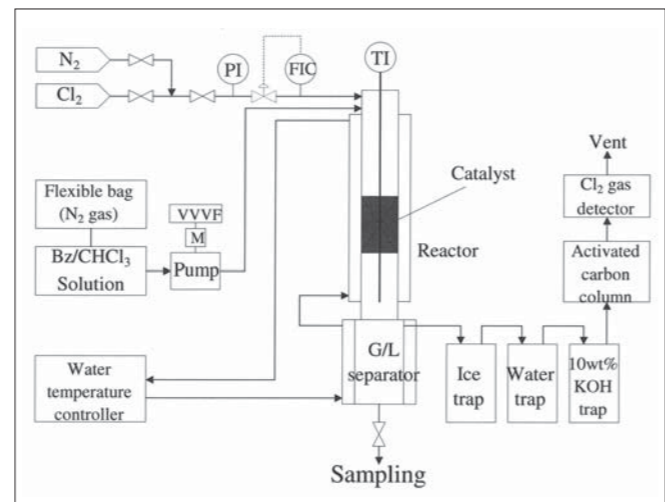 N2
Cl2
PI
FIC
TI
Vent
Cl2 gas
detector
Catalyst
Flexible bag
(N2 gas)
VVVF
M
Bz/CHCl3
Solution
Pump
Reactor
Activated
carbon
column
G/L
separator
Water
temperature
controller
Ice
trap
Water
trap
10wt%
KOH
trap
Sampling